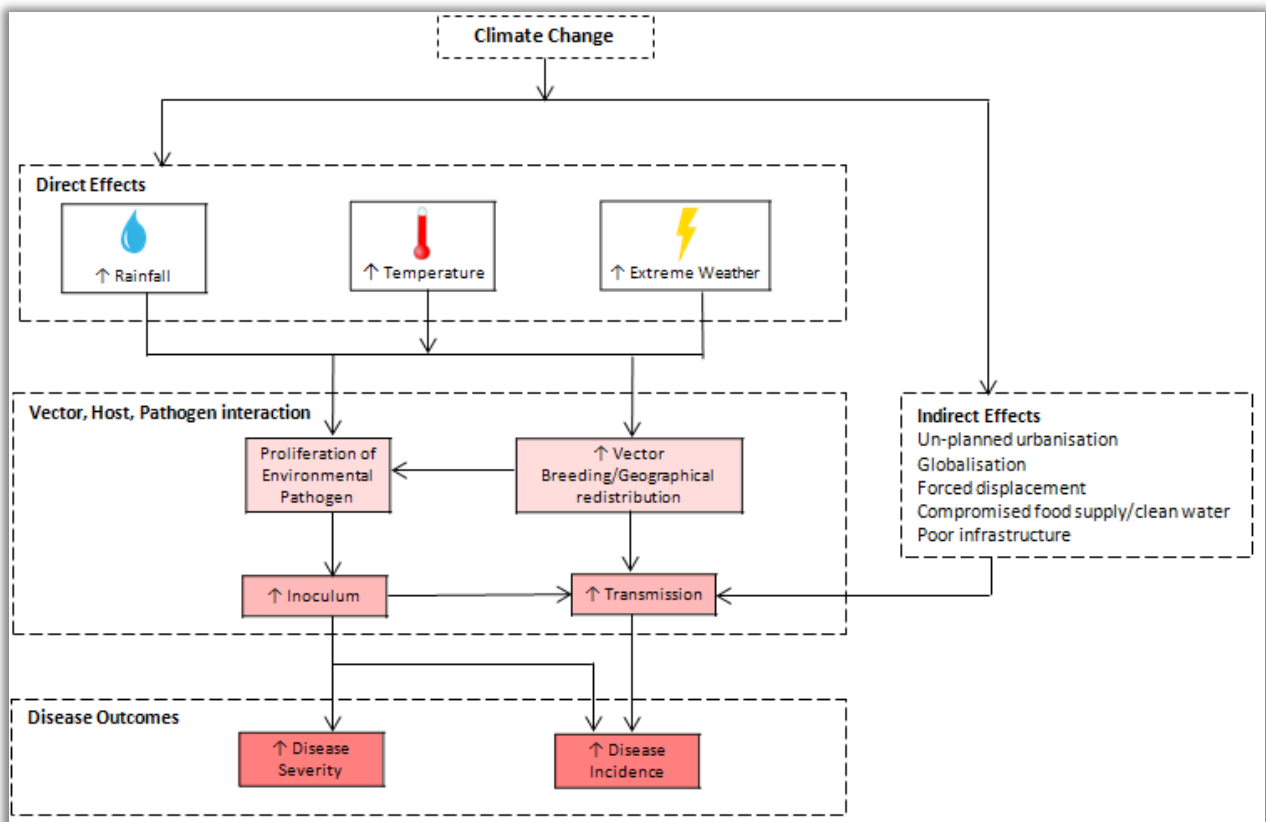 Climate Change
Direct Effects
↑ Rainfall
↑ Temperature
↑ Extreme Weather
Vector, Host, Pathogen interaction
Proliferation of
Environmental
Pathogen
↑ Vector
Breeding/Geographical
redistribution
Indirect Effects
Un-planned urbanisation
Globalisation
Forced displacement
Compromised food supply/clean water
Poor infrastructure
↑ Inoculum
↑ Transmission
Disease Outcomes
↑ Disease
Severity
↑ Disease
Incidence